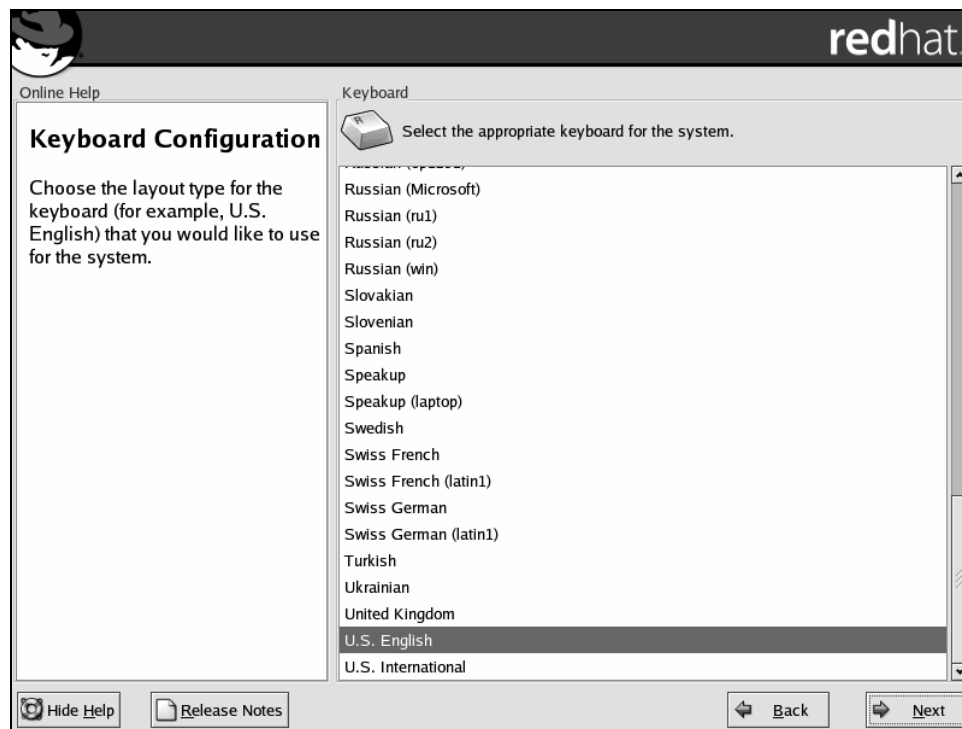 redhat.
Online Help
Keyboard
Keyboard Configuration
Choose the layout type for the
keyboard (for example, U.S.
English) that you would like to use
for the system.
R
Select the appropriate keyboard for the system.
Russian (Microsoft)
Russian (ru1)
Russian (ru2)
Russian (win)
Slovakian
Slovenian
Spanish
Speakup
Speakup (laptop)
Swedish
Swiss French
Swiss French (latin1)
Swiss German
Swiss German (latin1)
Turkish
Ukrainian
United Kingdom
U.S. English
U.S. International
Hide Help
Release Notes
Back
Next